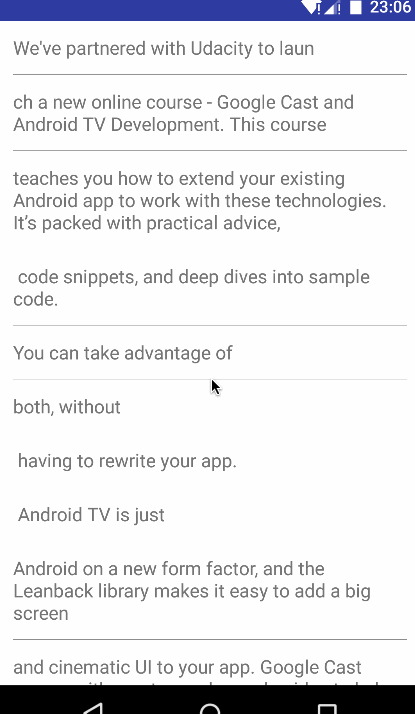 23:06
We've partnered with Udacity to laun
ch a new online course - Google Cast and
Android TV Development. This course
teaches you how to extend your existing
Android app to work with these technologies.
It’s packed with practical advice,
code snippets, and deep dives into sample
code.
You can take advantage of
both, without
having to rewrite your app.
Android TV is just
Android on a new form factor, and the
Leanback library makes it easy to add a big
screen
and cinematic UI to your app. Google Cast